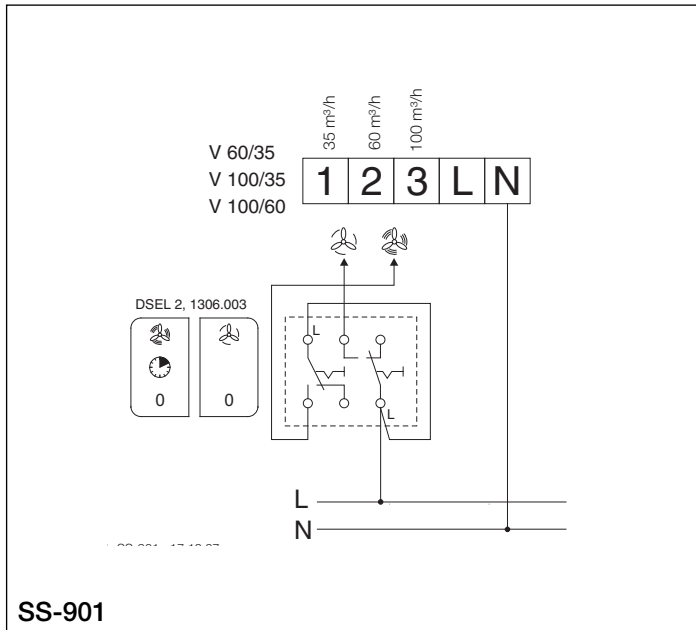 35 m³/h
60 m³/h
100 m³/h
V 60/35
V 100/35
V 100/60
1 2 3 L N
DSEL 2, 1306.003
L
0
0
L
L
N
SS-901